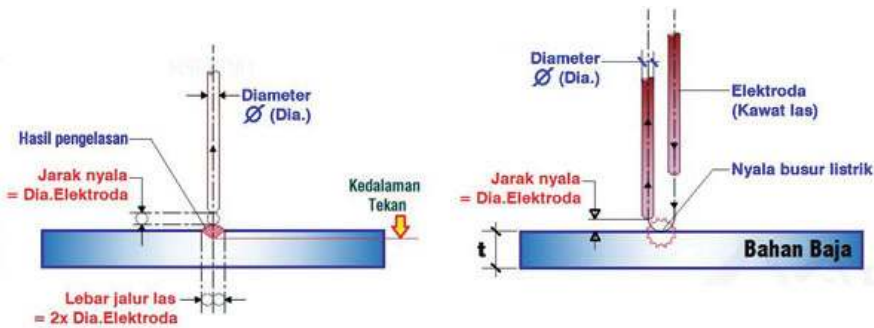 Diameter
Ø (Dia.)
Hasil pengelasan
Jarak nyala
= Dia.Elektroda
Kedalaman
Tekan
Lebar jalur las
= 2x Dia.Elektroda
Diameter
Ø (Dia.)
Elektroda
(Kawat las)
Jarak nyala
= Dia.Elektroda
Nyala busur listrik
t
Bahan Baja